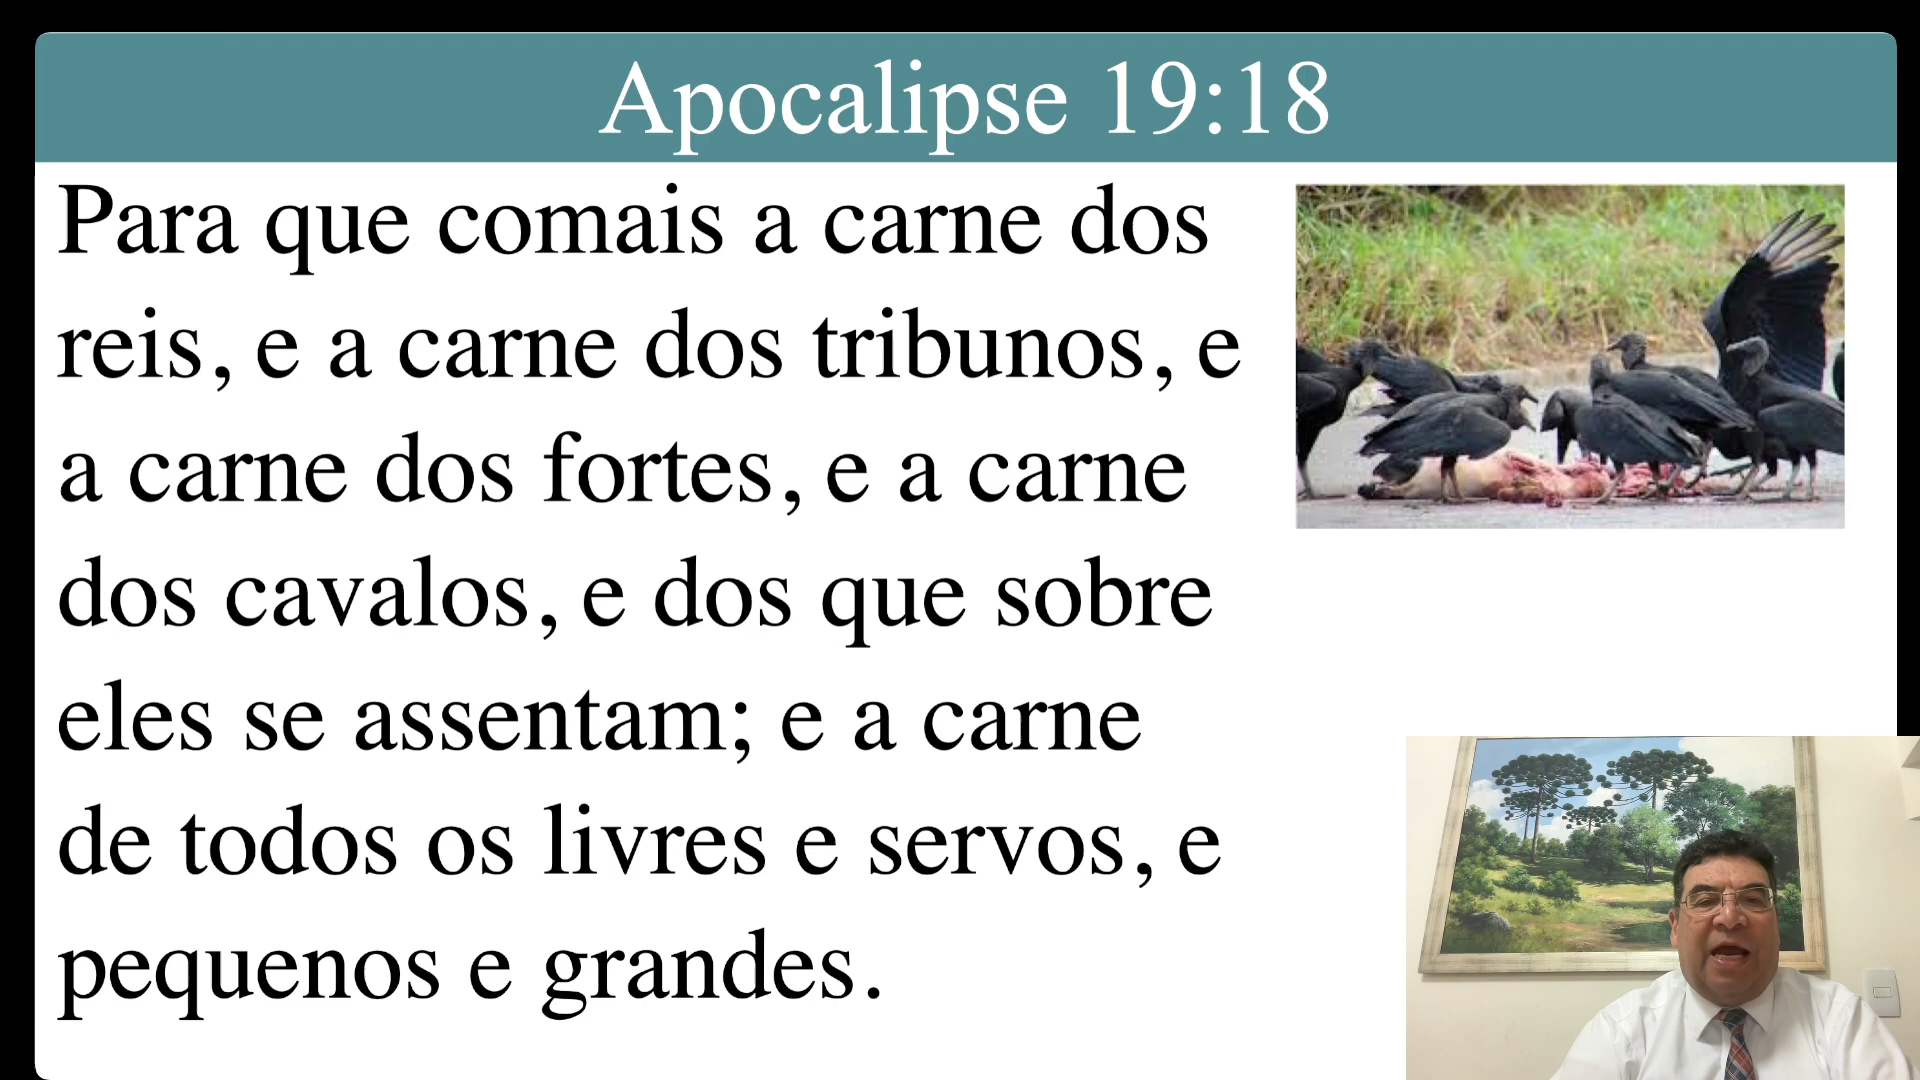 Apocalipse 19:18
Para que comais a carne dos
reis, e a carne dos tribunos, e
a carne dos fortes, e a carne
dos cavalos, e dos que sobre
eles se assentam; e a carne
de todos os livres e servos, e
pequenos e grandes.